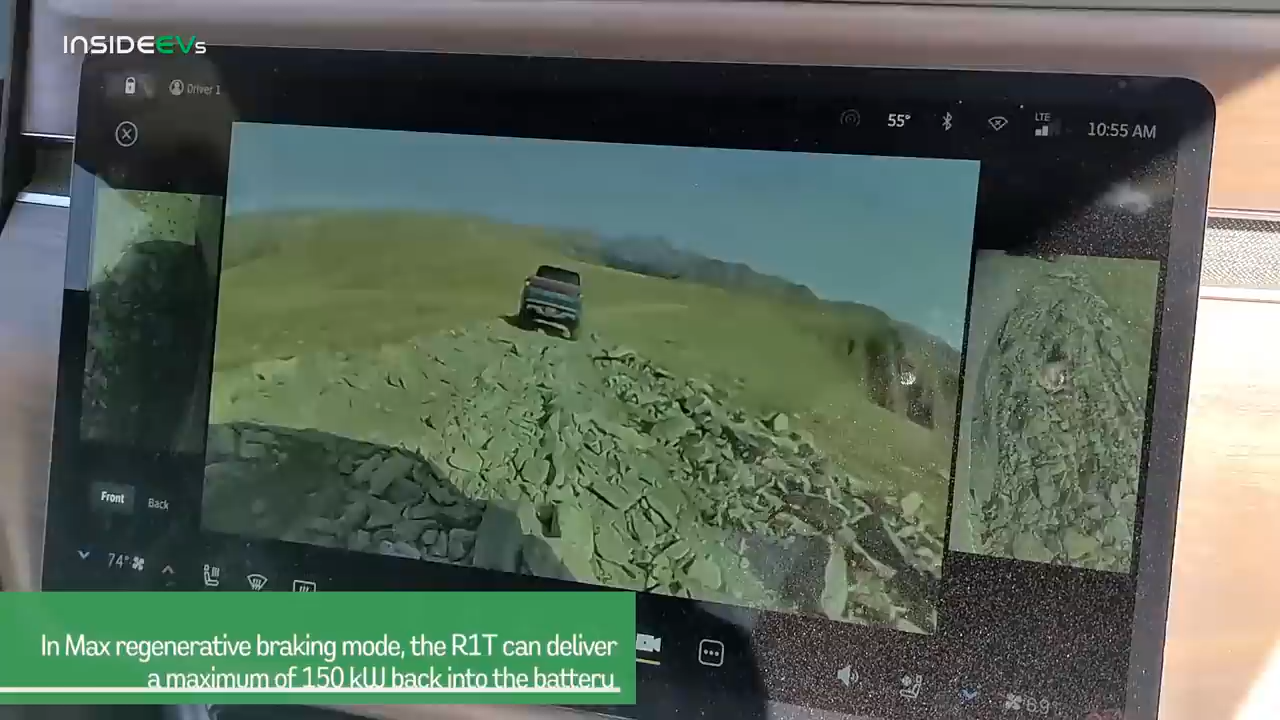 INSIDEEVs
Driver 1
55°
LTE
10:55 AM
Front
Back
74°
In Max regenerative braking mode, the R1T can deliver
a maximum of 150 kW back into the battery